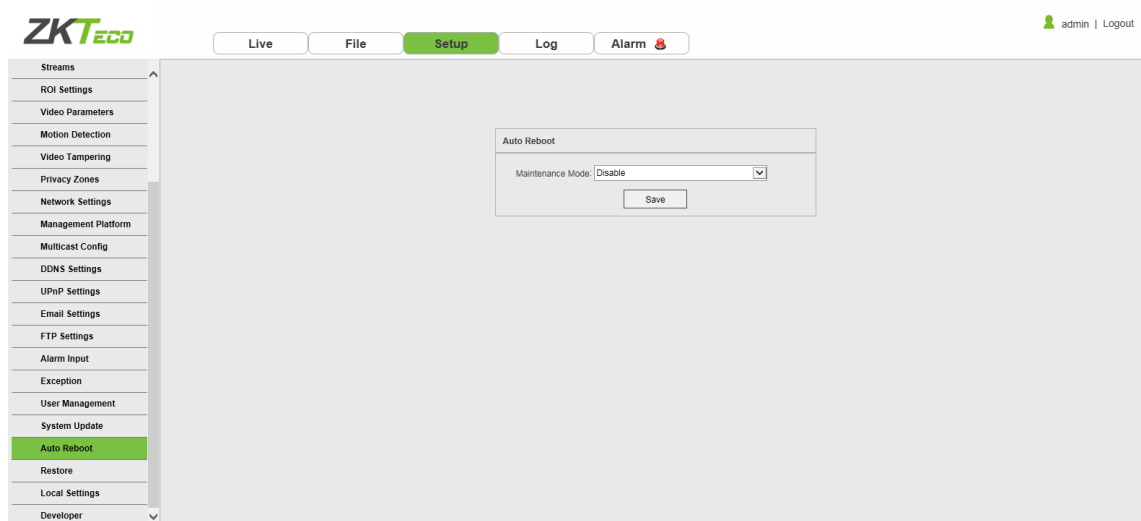 ZKTeco
admin | Logout
Live File Setup Log Alarm
Streams
ROI Settings
Video Parameters
Motion Detection
Video Tampering
Privacy Zones
Network Settings
Management Platform
Multicast Config
DDNS Settings
UPnP Settings
Email Settings
FTP Settings
Alarm Input
Exception
User Management
System Update
Auto Reboot
Restore
Local Settings
Developer
Auto Reboot
Maintenance Mode: Disable
Save